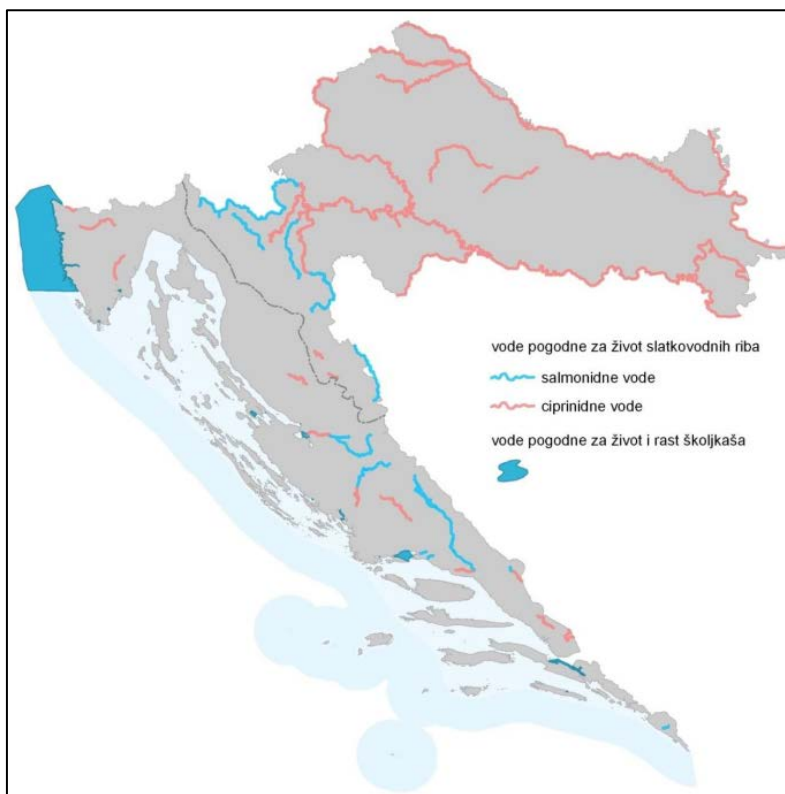 vode pogodne za život slatkovodnih riba
salmonidne vode
ciprinidne vode
vode pogodne za život i rast školjkaša